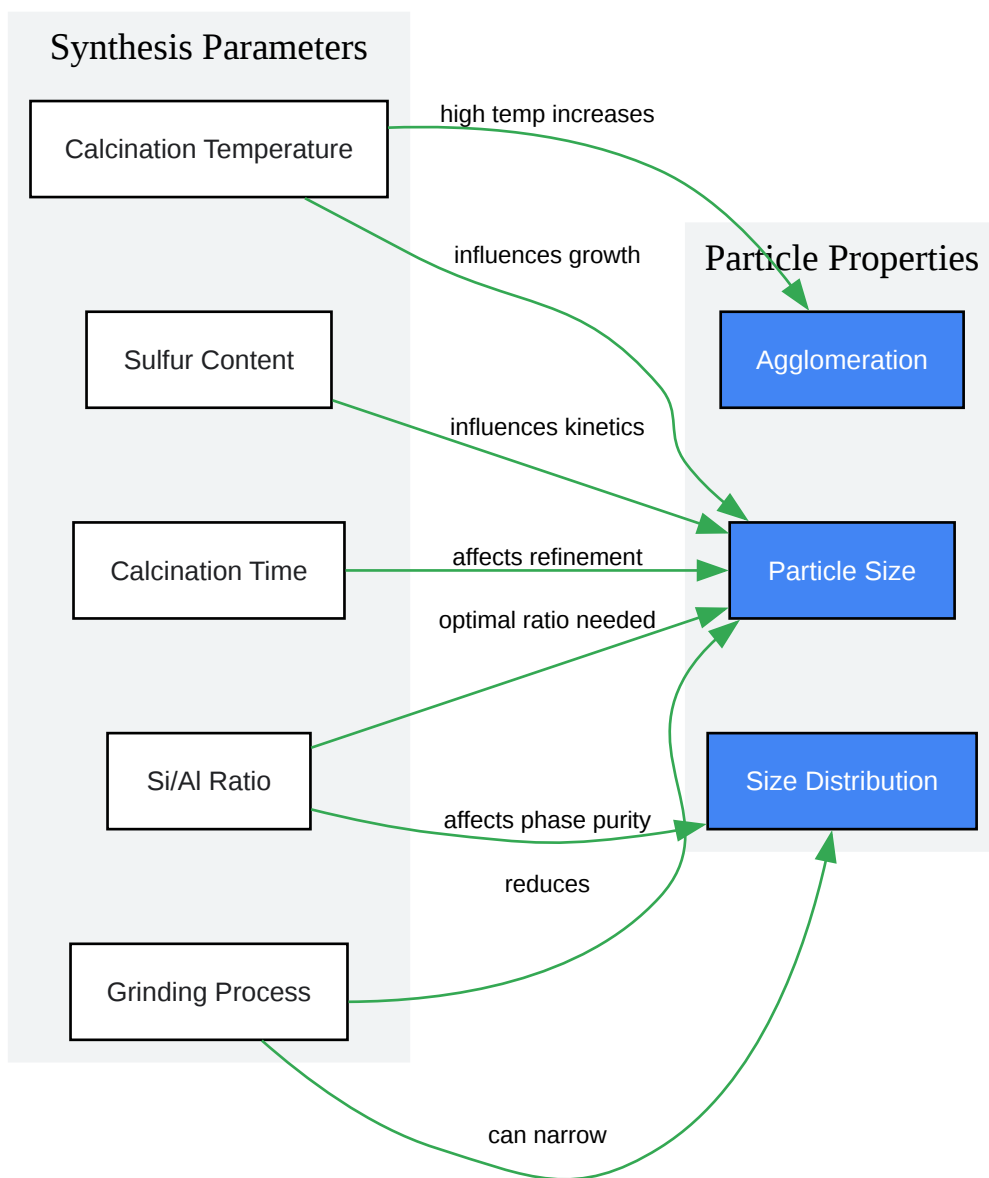 Synthesis Parameters
Calcination Temperature
high temp increases
influences growth
Particle Properties
Sulfur Content
Agglomeration
influences kinetics
Calcination Time
affects refinement
Particle Size
optimal ratio needed
Si/Al Ratio
Size Distribution
affects phase purity
reduces
Grinding Process
can narrow